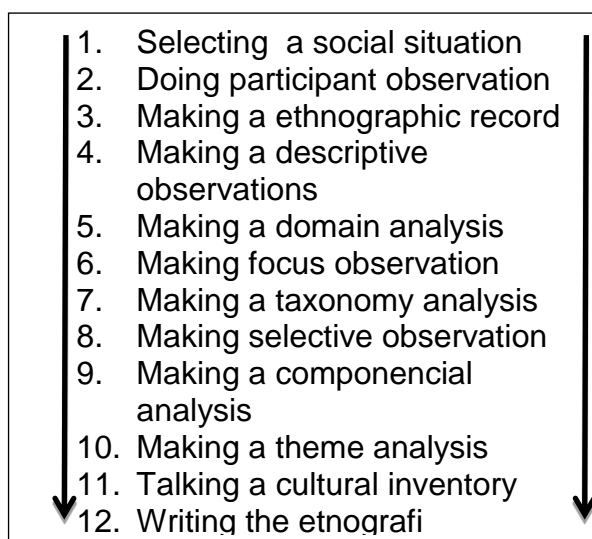 1. Selecting a social situation
2. Doing participant observation
3. Making a ethnographic record
4. Making a descriptive
observations
5. Making a domain analysis
6. Making focus observation
7. Making a taxonomy analysis
8. Making selective observation
9. Making a componencial
analysis
10. Making a theme analysis
11. Talking a cultural inventory
12. Writing the etnografi